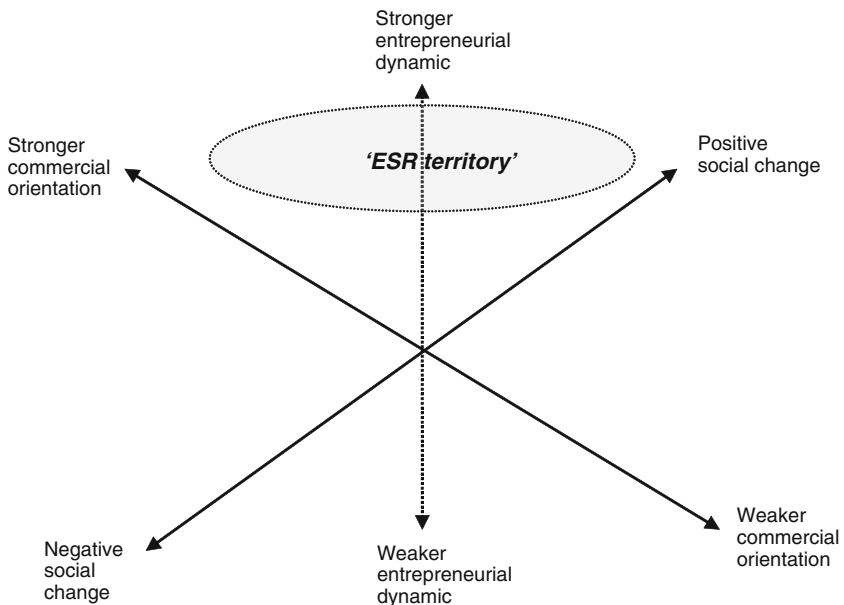 Stronger
entrepreneurial
dynamic
Stronger
commercial
orientation
‘ESR territory’
Positive
social change
Negative
social
change
Weaker
entrepreneurial
dynamic
Weaker
commercial
orientation